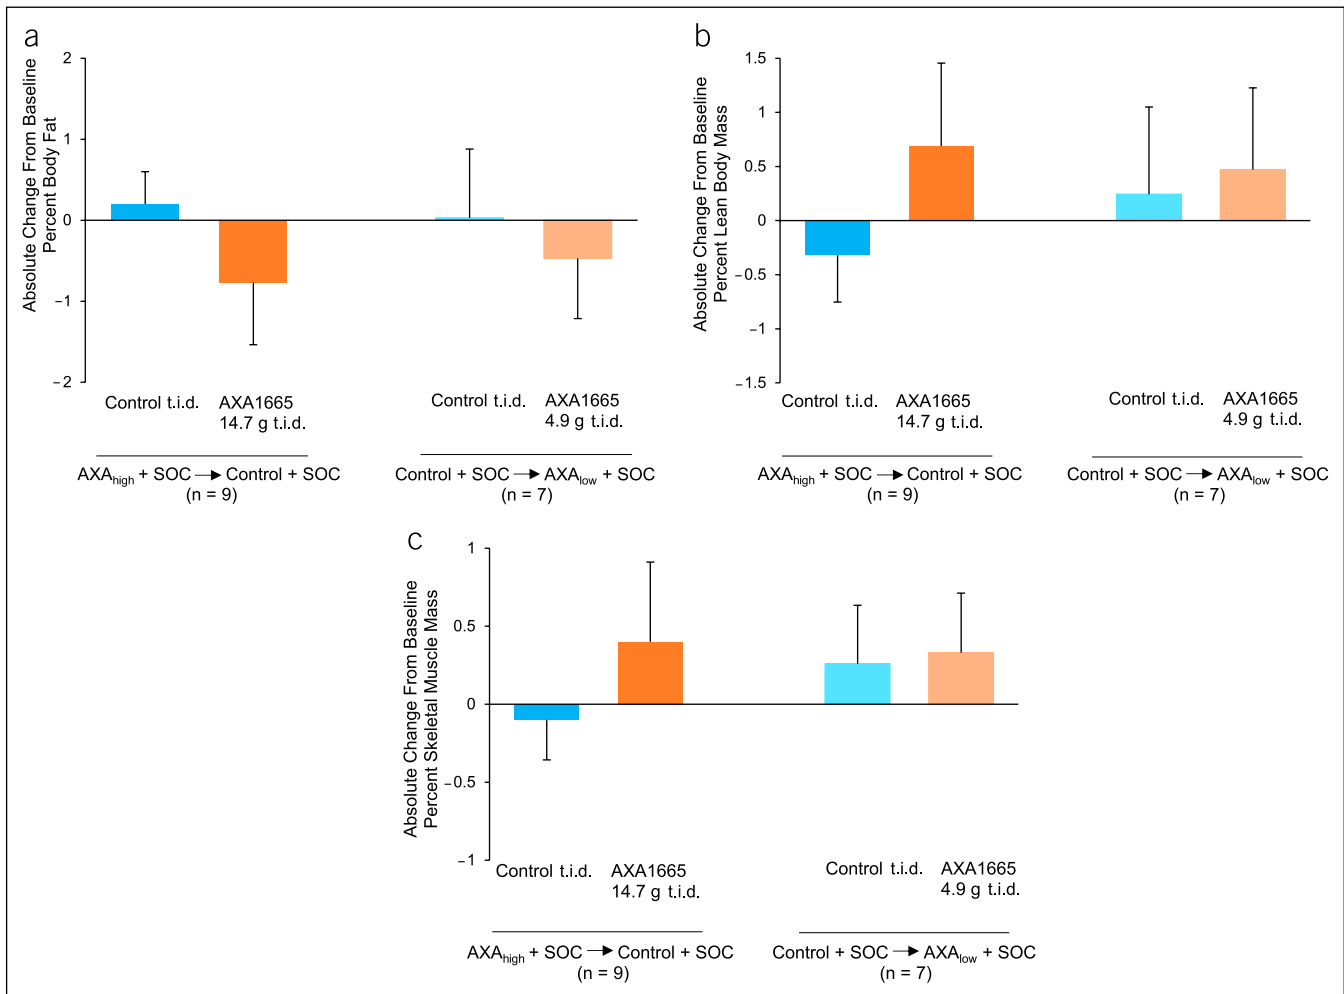 a
Absolute Change From Baseline
Percent Body Fat
2
1
0
−1
−2
Control t.i.d.
AXA1665
14.7 g t.i.d.
Control t.i.d.
AXA1665
4.9 g t.i.d.
AXAhigh + SOC → Control + SOC
(n = 9)
Control + SOC → AXAlow + SOC
(n = 7)
b
Absolute Change From Baseline
Percent Lean Body Mass
1.5
1
0.5
0
−0.5
−1
−1.5
Control t.i.d.
AXA1665
14.7 g t.i.d.
Control t.i.d.
AXA1665
4.9 g t.i.d.
AXAhigh + SOC → Control + SOC
(n = 9)
Control + SOC → AXAlow + SOC
(n = 7)
c
Absolute Change From Baseline
Percent Skeletal Muscle Mass
1
0.5
0
−0.5
−1
Control t.i.d.
AXA1665
14.7 g t.i.d.
Control t.i.d.
AXA1665
4.9 g t.i.d.
AXAhigh + SOC → Control + SOC
(n = 9)
Control + SOC → AXAlow + SOC
(n = 7)